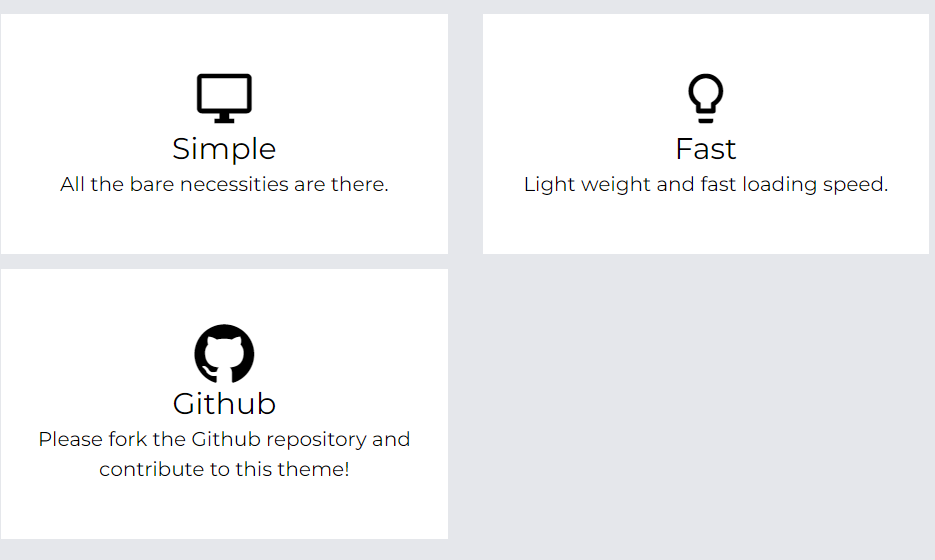 Simple
All the bare necessities are there.
Fast
Light weight and fast loading speed.
Github
Please fork the Github repository and
contribute to this theme!